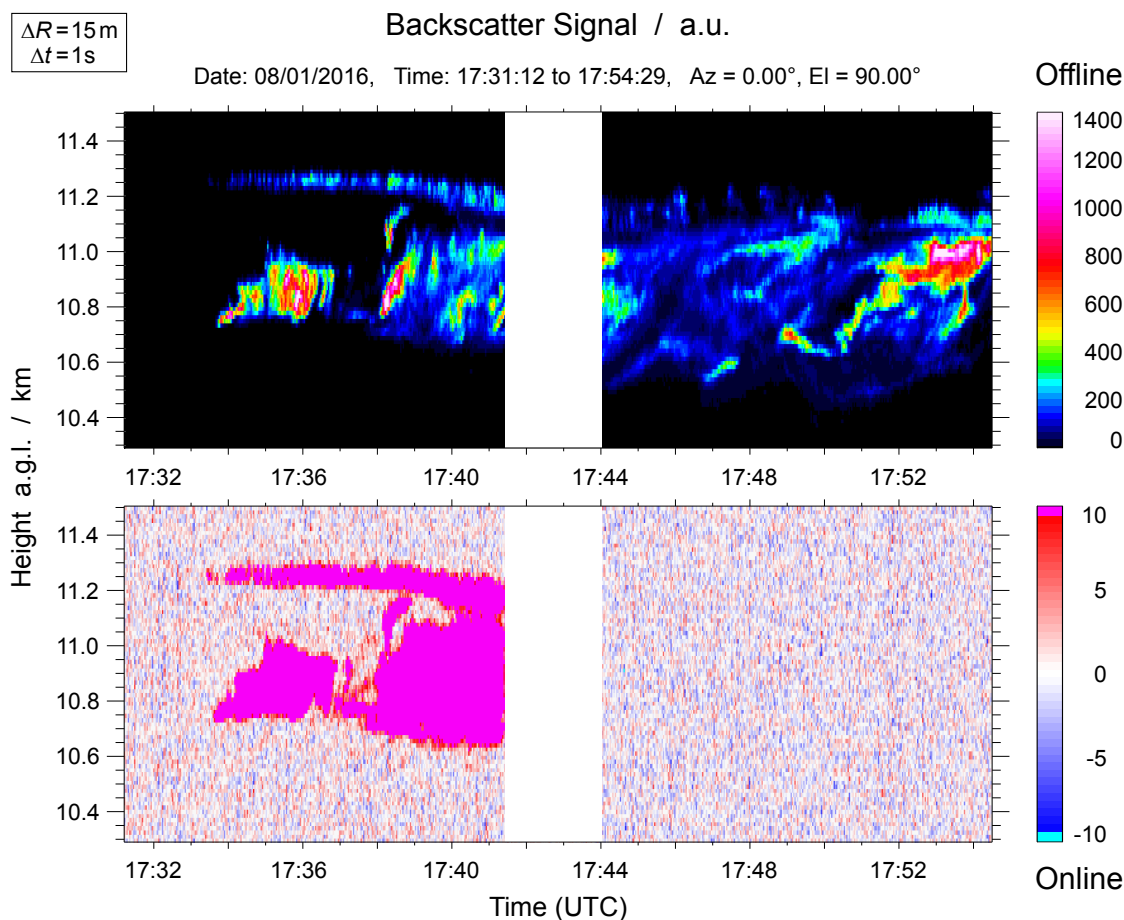 Backscatter Signal / a.u.
ΔR=15m
Δt=1s
Date: 08/01/2016, Time: 17:31:12 to 17:54:29, Az = 0.00°, El = 90.00°
Offline
11.4
11.2
11.0
10.8
10.6
10.4
1400
1200
1000
800
600
400
200
0
17:32 17:36 17:40 17:44 17:48 17:52
Height a.g.l. / km
11.4
11.2
11.0
10.8
10.6
10.4
10
5
0
-5
-10
17:32 17:36 17:40 17:44 17:48 17:52
Online
Time (UTC)